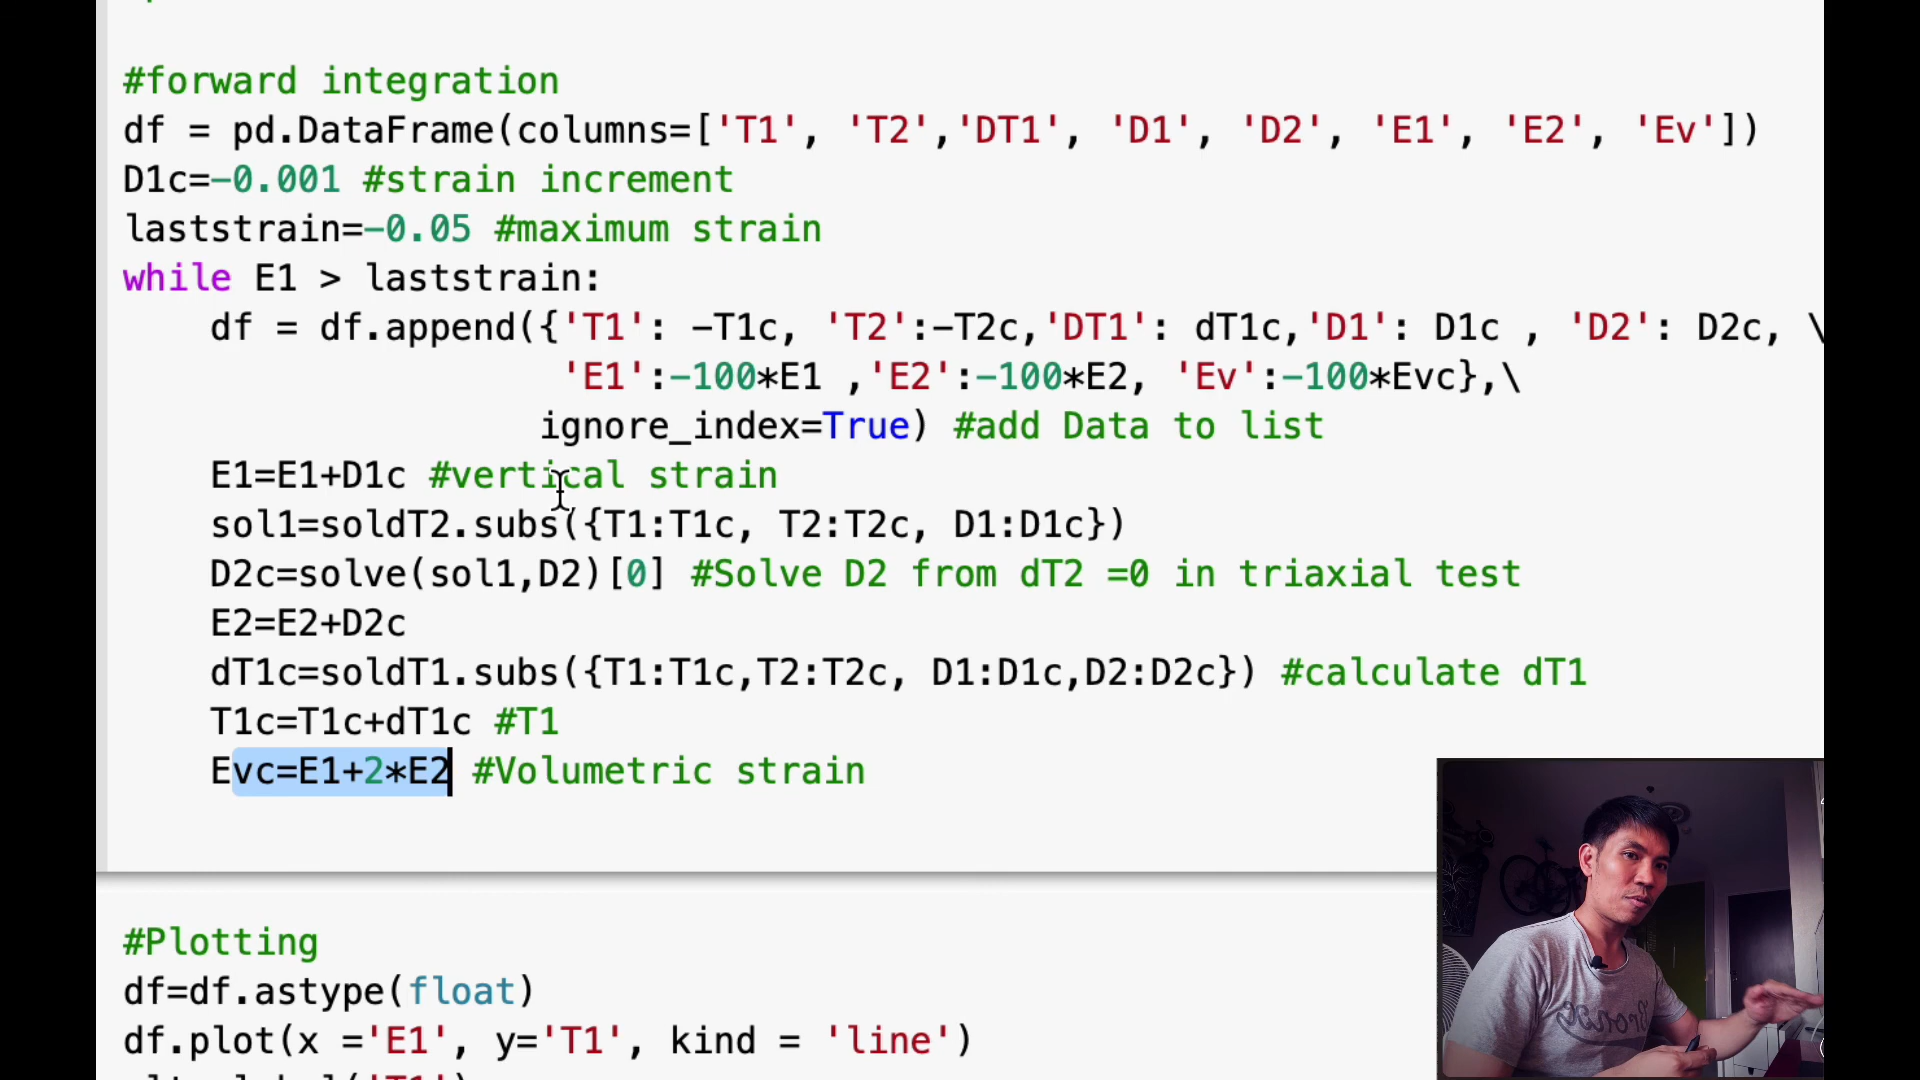 #forward integration
df = pd.DataFrame(columns=['T1', 'T2','DT1', 'D1', 'D2', 'E1', 'E2', 'Ev'])
D1c=-0.001 #strain increment
laststrain=-0.05 #maximum strain
while E1 > laststrain:
df = df.append({'T1': -T1c, 'T2':-T2c,'DT1': dT1c,'D1': D1c , 'D2': D2c, \
'E1':-100*E1 ,'E2':-100*E2, 'Ev':-100*Evc},\
ignore_index=True) #add Data to list
E1=E1+D1c #vertical strain
sol1=soldT2.subs({T1:T1c, T2:T2c, D1:D1c})
D2c=solve(sol1,D2)[0] #Solve D2 from dT2 =0 in triaxial test
E2=E2+D2c
dT1c=soldT1.subs({T1:T1c,T2:T2c, D1:D1c,D2:D2c}) #calculate dT1
T1c=T1c+dT1c #T1
Evc=E1+2*E2 #Volumetric strain
#Plotting
df=df.astype(float)
df.plot(x ='E1', y='T1', kind = 'line')